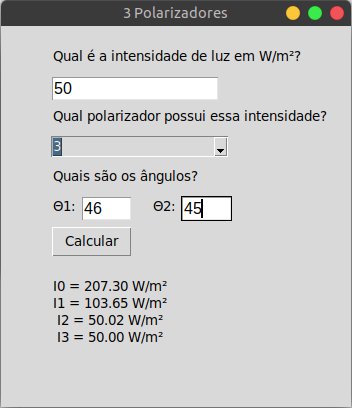 3 Polarizadores
Qual é a intensidade de luz em W/m²?
50
Qual polarizador possui essa intensidade?
3
Quais são os ângulos?
Θ1: 46 Θ2: 45
Calcular
I0 = 207.30 W/m²
I1 = 103.65 W/m²
I2 = 50.02 W/m²
I3 = 50.00 W/m²